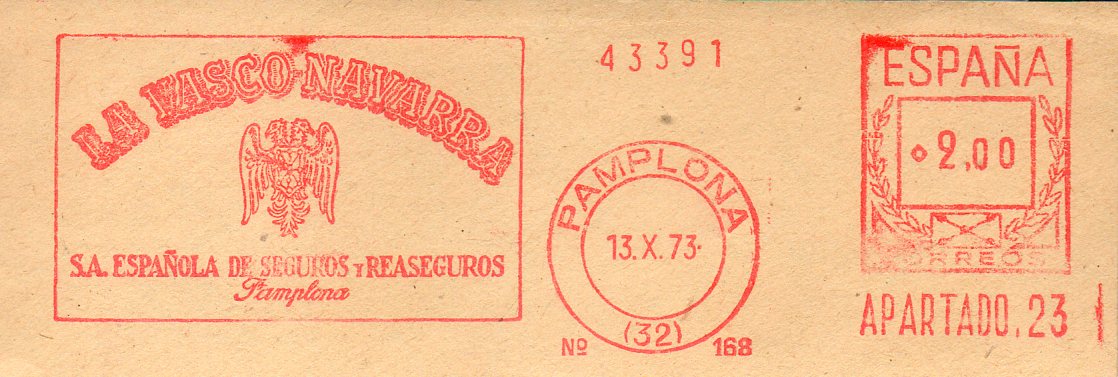 LA VASCO-NAVARRA
S.A. ESPAÑOLA DE SEGUROS Y REASEGUROS
Pamplona
43391
PAMPLONA
13.X.73.
(32)
Nº 168
ESPAÑA
2,00
CORREOS
APARTADO. 23